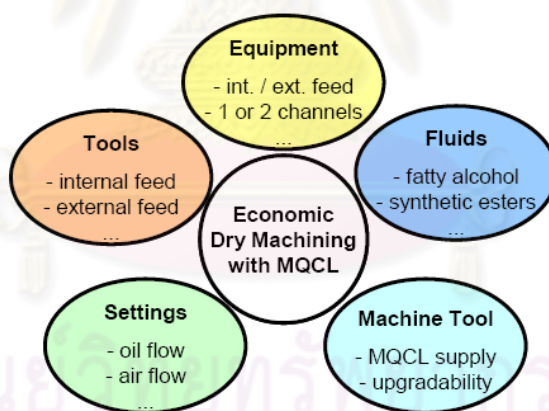 Equipment
- int. / ext. feed
- 1 or 2 channels
...
Tools
- internal feed
- external feed
...
Fluids
- fatty alcohol
- synthetic esters
...
Economic
Dry Machining
with MQCL
Settings
- oil flow
- air flow
...
Machine Tool
- MQCL supply
- upgradability